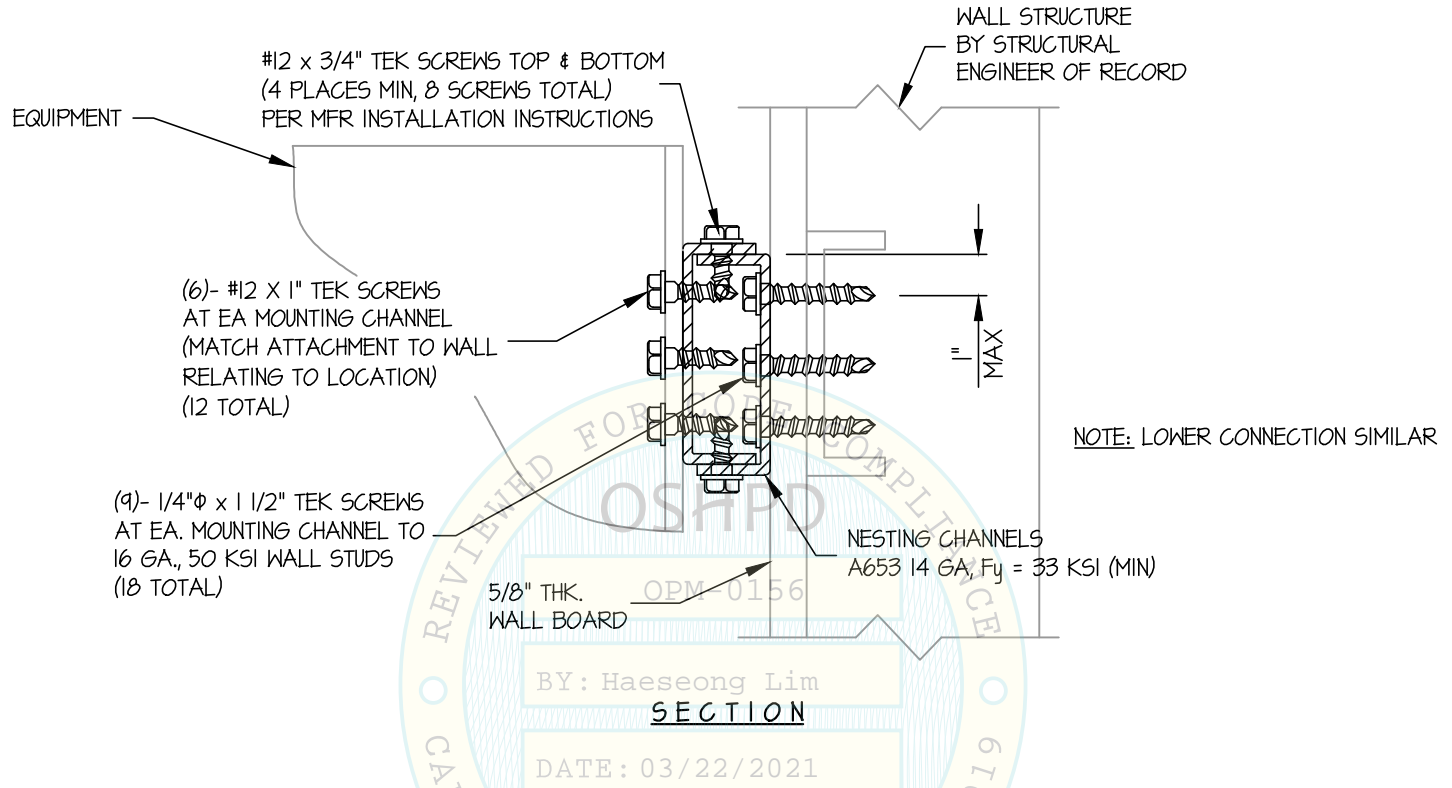 WALL STRUCTURE
BY STRUCTURAL
ENGINEER OF RECORD
#12 x 3/4" TEK SCREWS TOP & BOTTOM
(4 PLACES MIN, 8 SCREWS TOTAL)
PER MFR INSTALLATION INSTRUCTIONS
EQUIPMENT
(6)- #12 X 1" TEK SCREWS
AT EA MOUNTING CHANNEL
(MATCH ATTACHMENT TO WALL
RELATING TO LOCATION)
(12 TOTAL)
1"
MAX
NOTE: LOWER CONNECTION SIMILAR
(9)- 1/4"Φ x 1 1/2" TEK SCREWS
AT EA. MOUNTING CHANNEL TO
16 GA., 50 KSI WALL STUDS
(18 TOTAL)
NESTING CHANNELS
A653 14 GA, Fy = 33 KSI (MIN)
5/8" THK.
WALL BOARD
REVIEWED FOR CODE COMPLIANCE
OSHPD
OPM-0156
BY: Haeseong Lim
SECTION
DATE: 03/22/2021